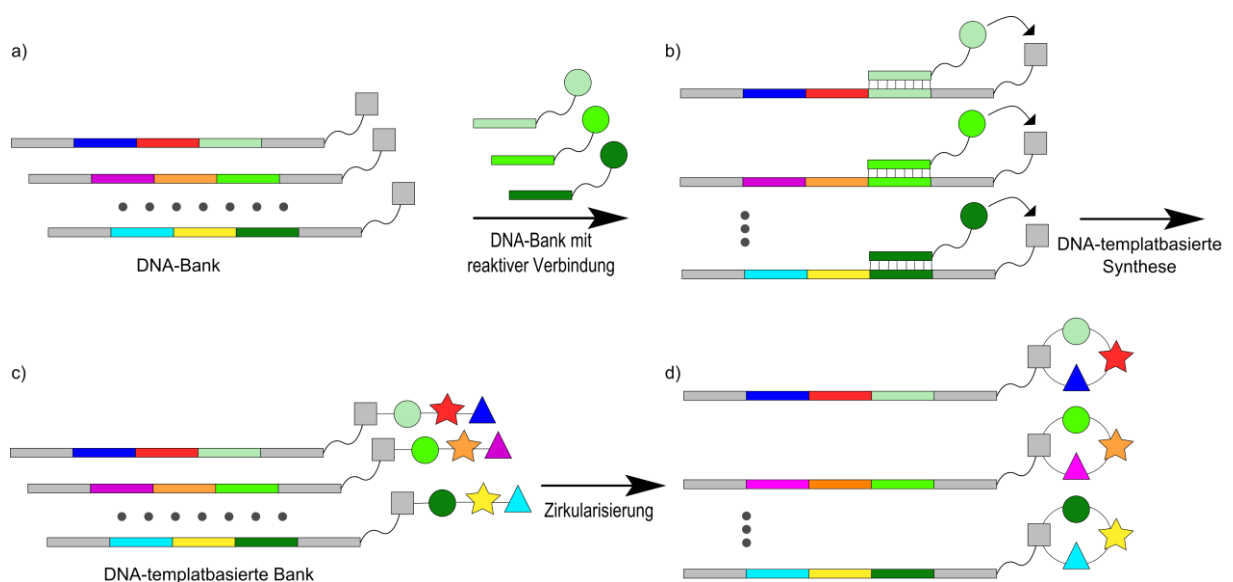 a)
DNA-Bank
DNA-Bank mit
reaktiver Verbindung
b)
DNA-templatbasierte
Synthese
c)
DNA-templatbasierte Bank
Zirkularisierung
d)